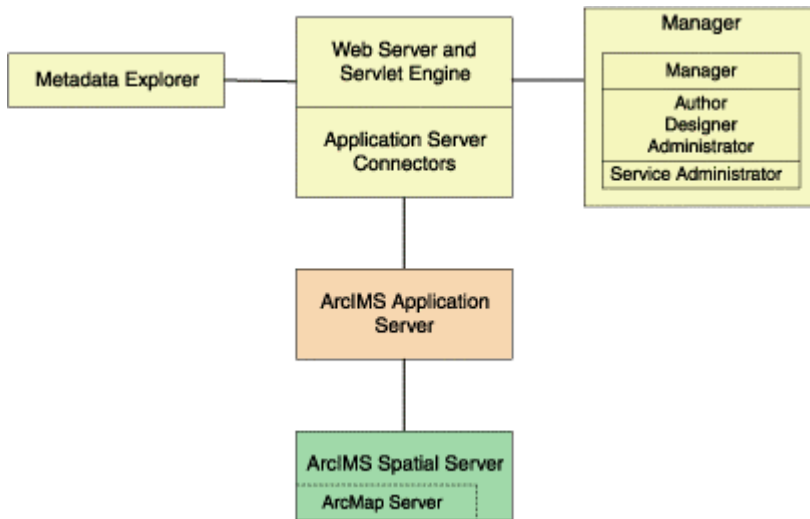 Metadata Explorer
Web Server and
Servlet Engine
Application Server
Connectors
Manager
Manager
Author
Designer
Administrator
Service Administrator
ArcIMS Application
Server
ArcIMS Spatial Server
ArcMap Server